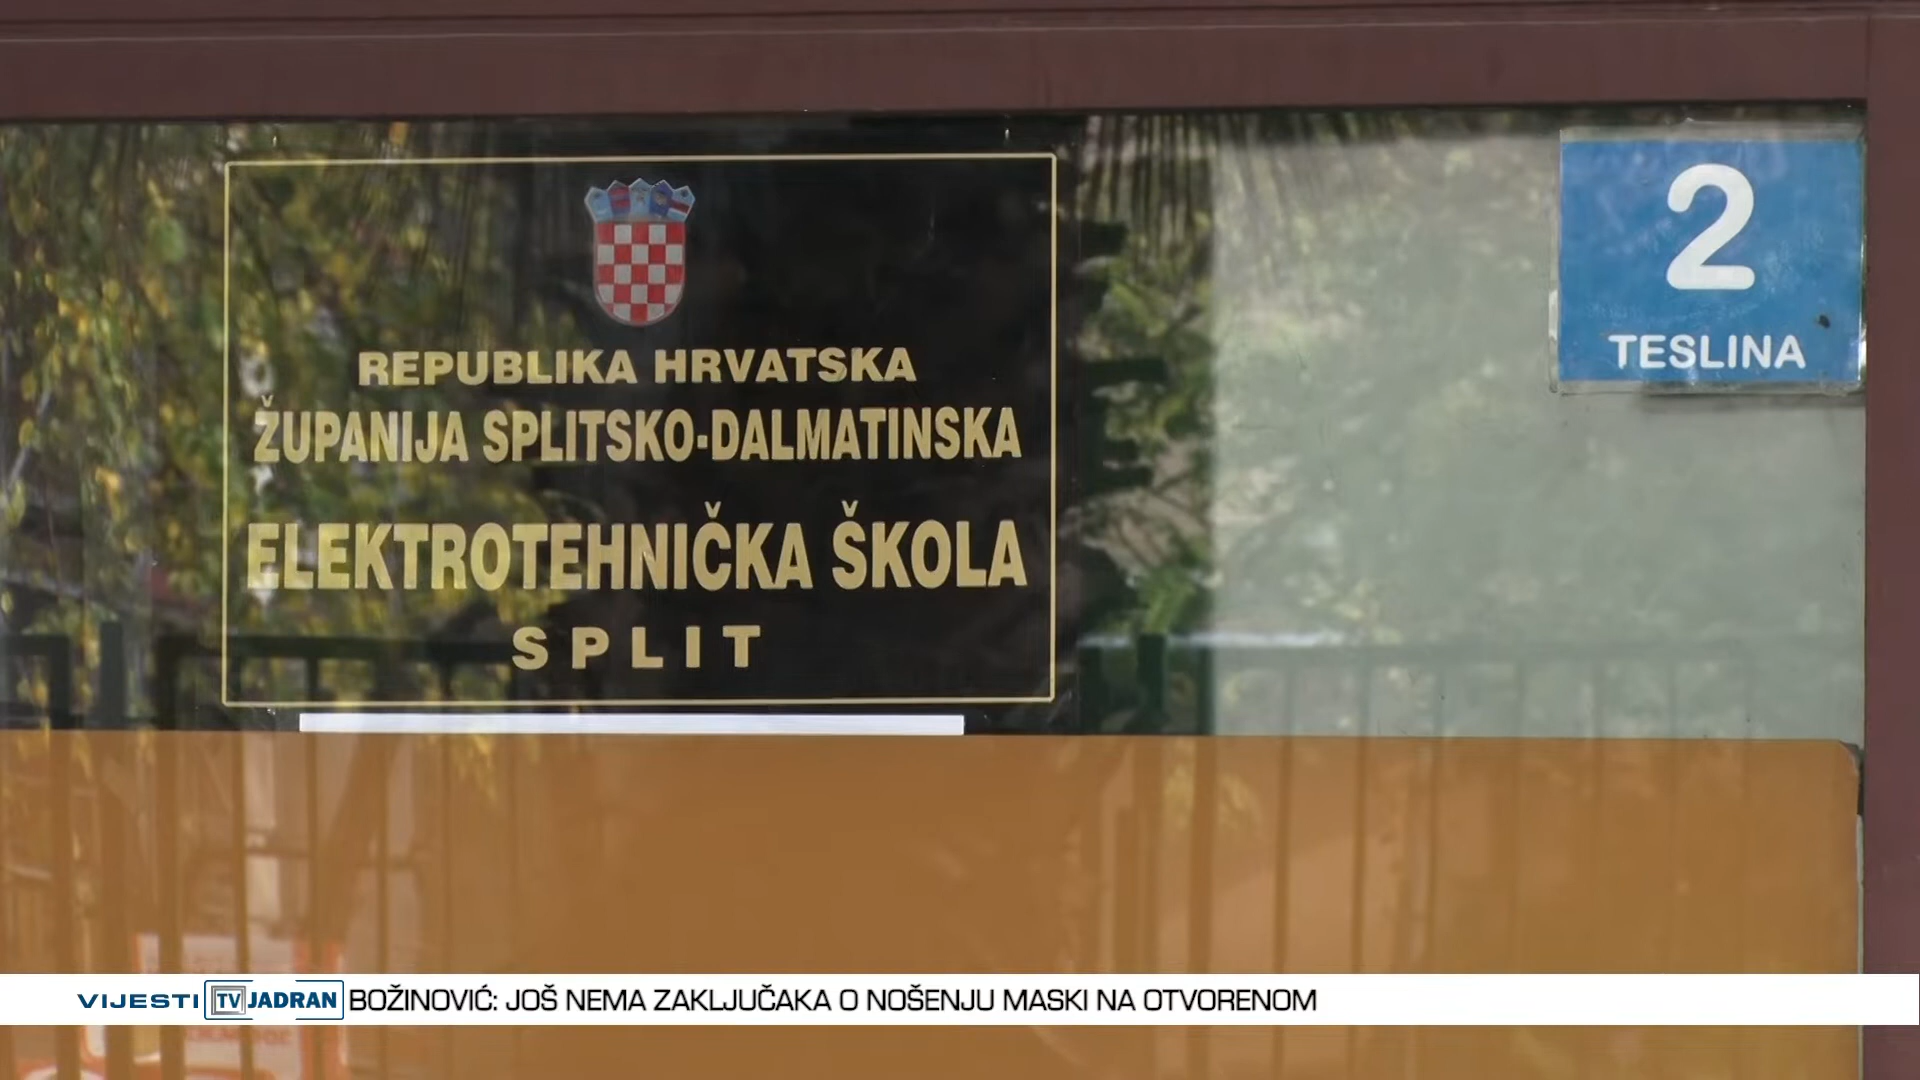 REPUBLIKA HRVATSKA
ŽUPANIJA SPLITSKO-DALMATINSKA
ELEKTROTEHNIČKA ŠKOLA
SPLIT
2
TESLINA
VIJESTI TV JADRAN BOŽINOVIĆ: JOŠ NEMA ZAKLJUČAKA O NOŠENJU MASKI NA OTVORENOM